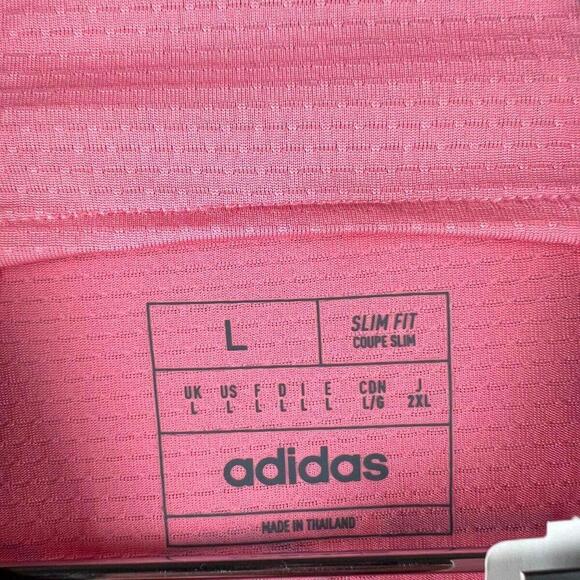 L
SLIM FIT
COUPE SLIM
UK US F D I E CDN J
L L L L L L L/G 2XL
adidas
MADE IN THAILAND